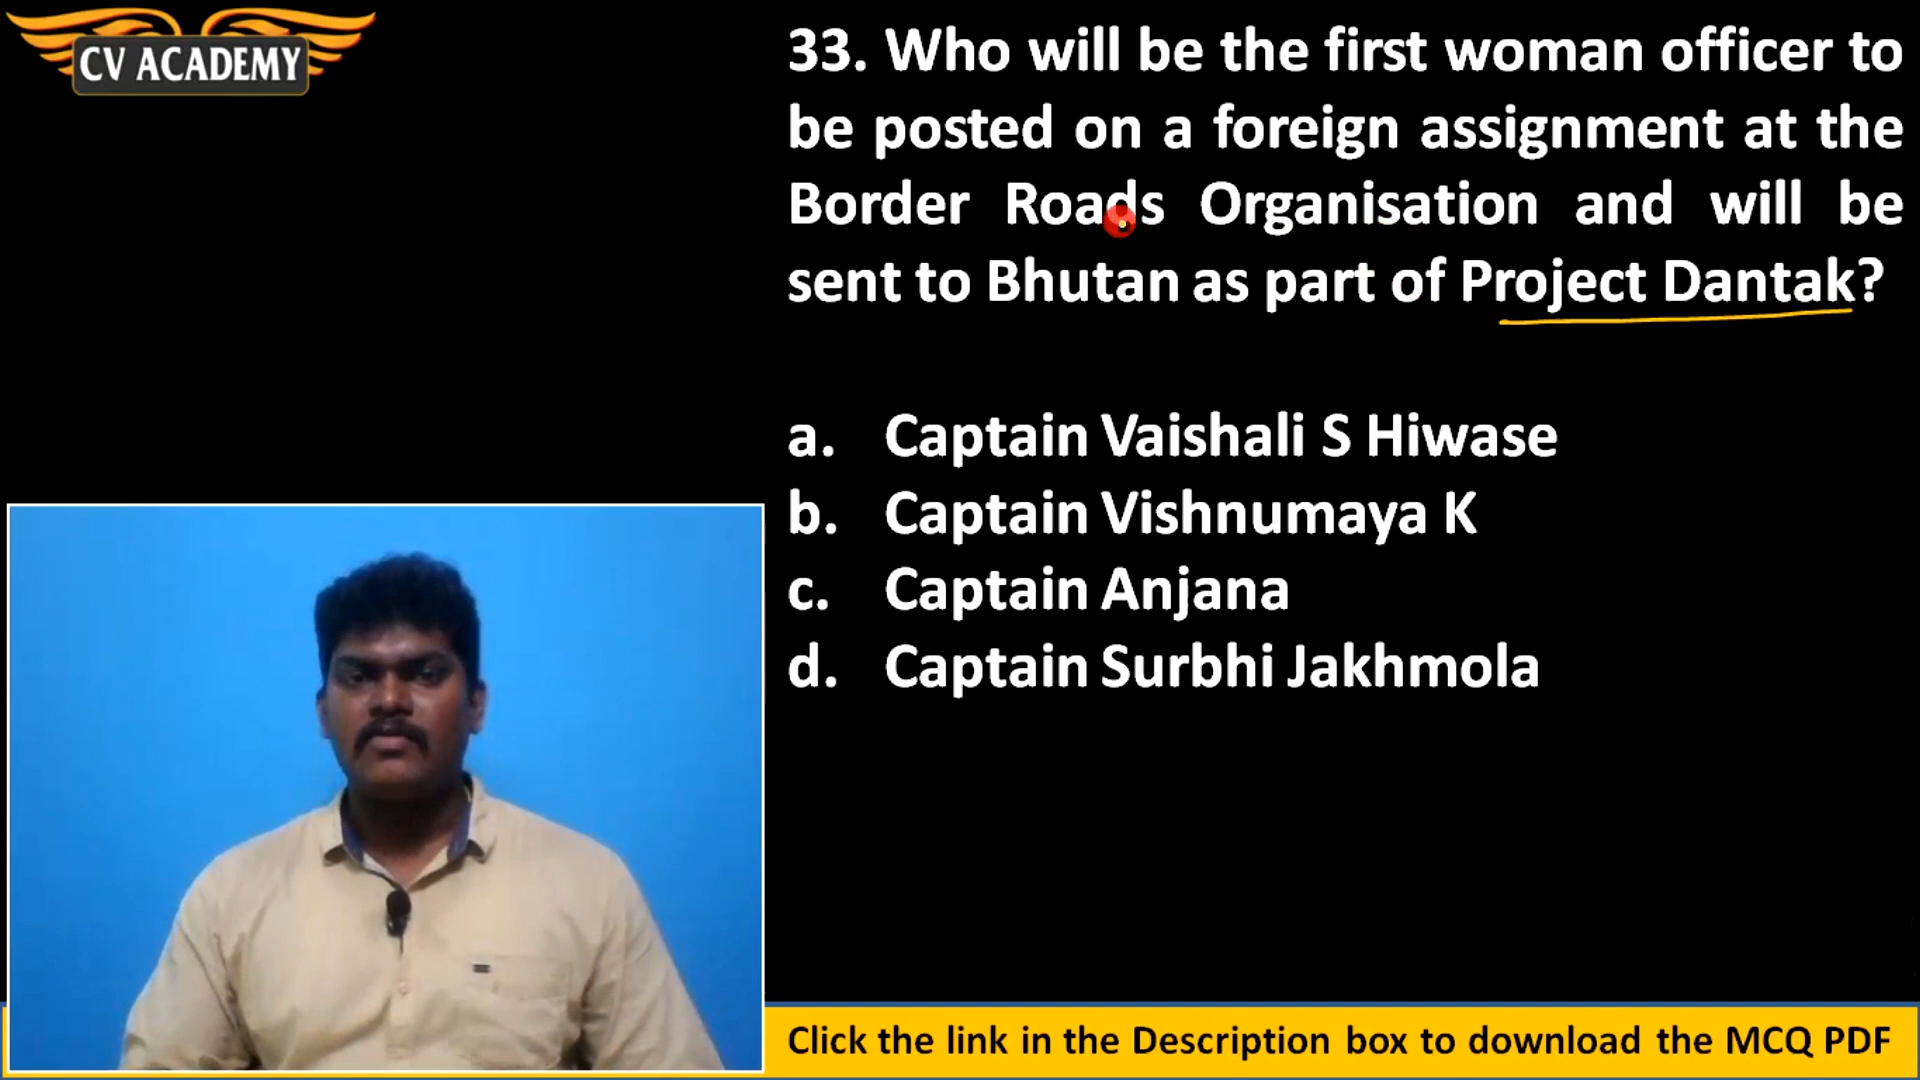 CV ACADEMY
33. Who will be the first woman officer to
be posted on a foreign assignment at the
Border Roads Organisation and will be
sent to Bhutan as part of Project Dantak?
a. Captain Vaishali S Hiwase
b. Captain Vishnumaya K
c. Captain Anjana
d. Captain Surbhi Jakhmola
Click the link in the Description box to download the MCQ PDF